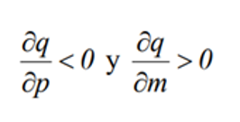 ∂q/∂p < 0 y ∂q/∂m > 0